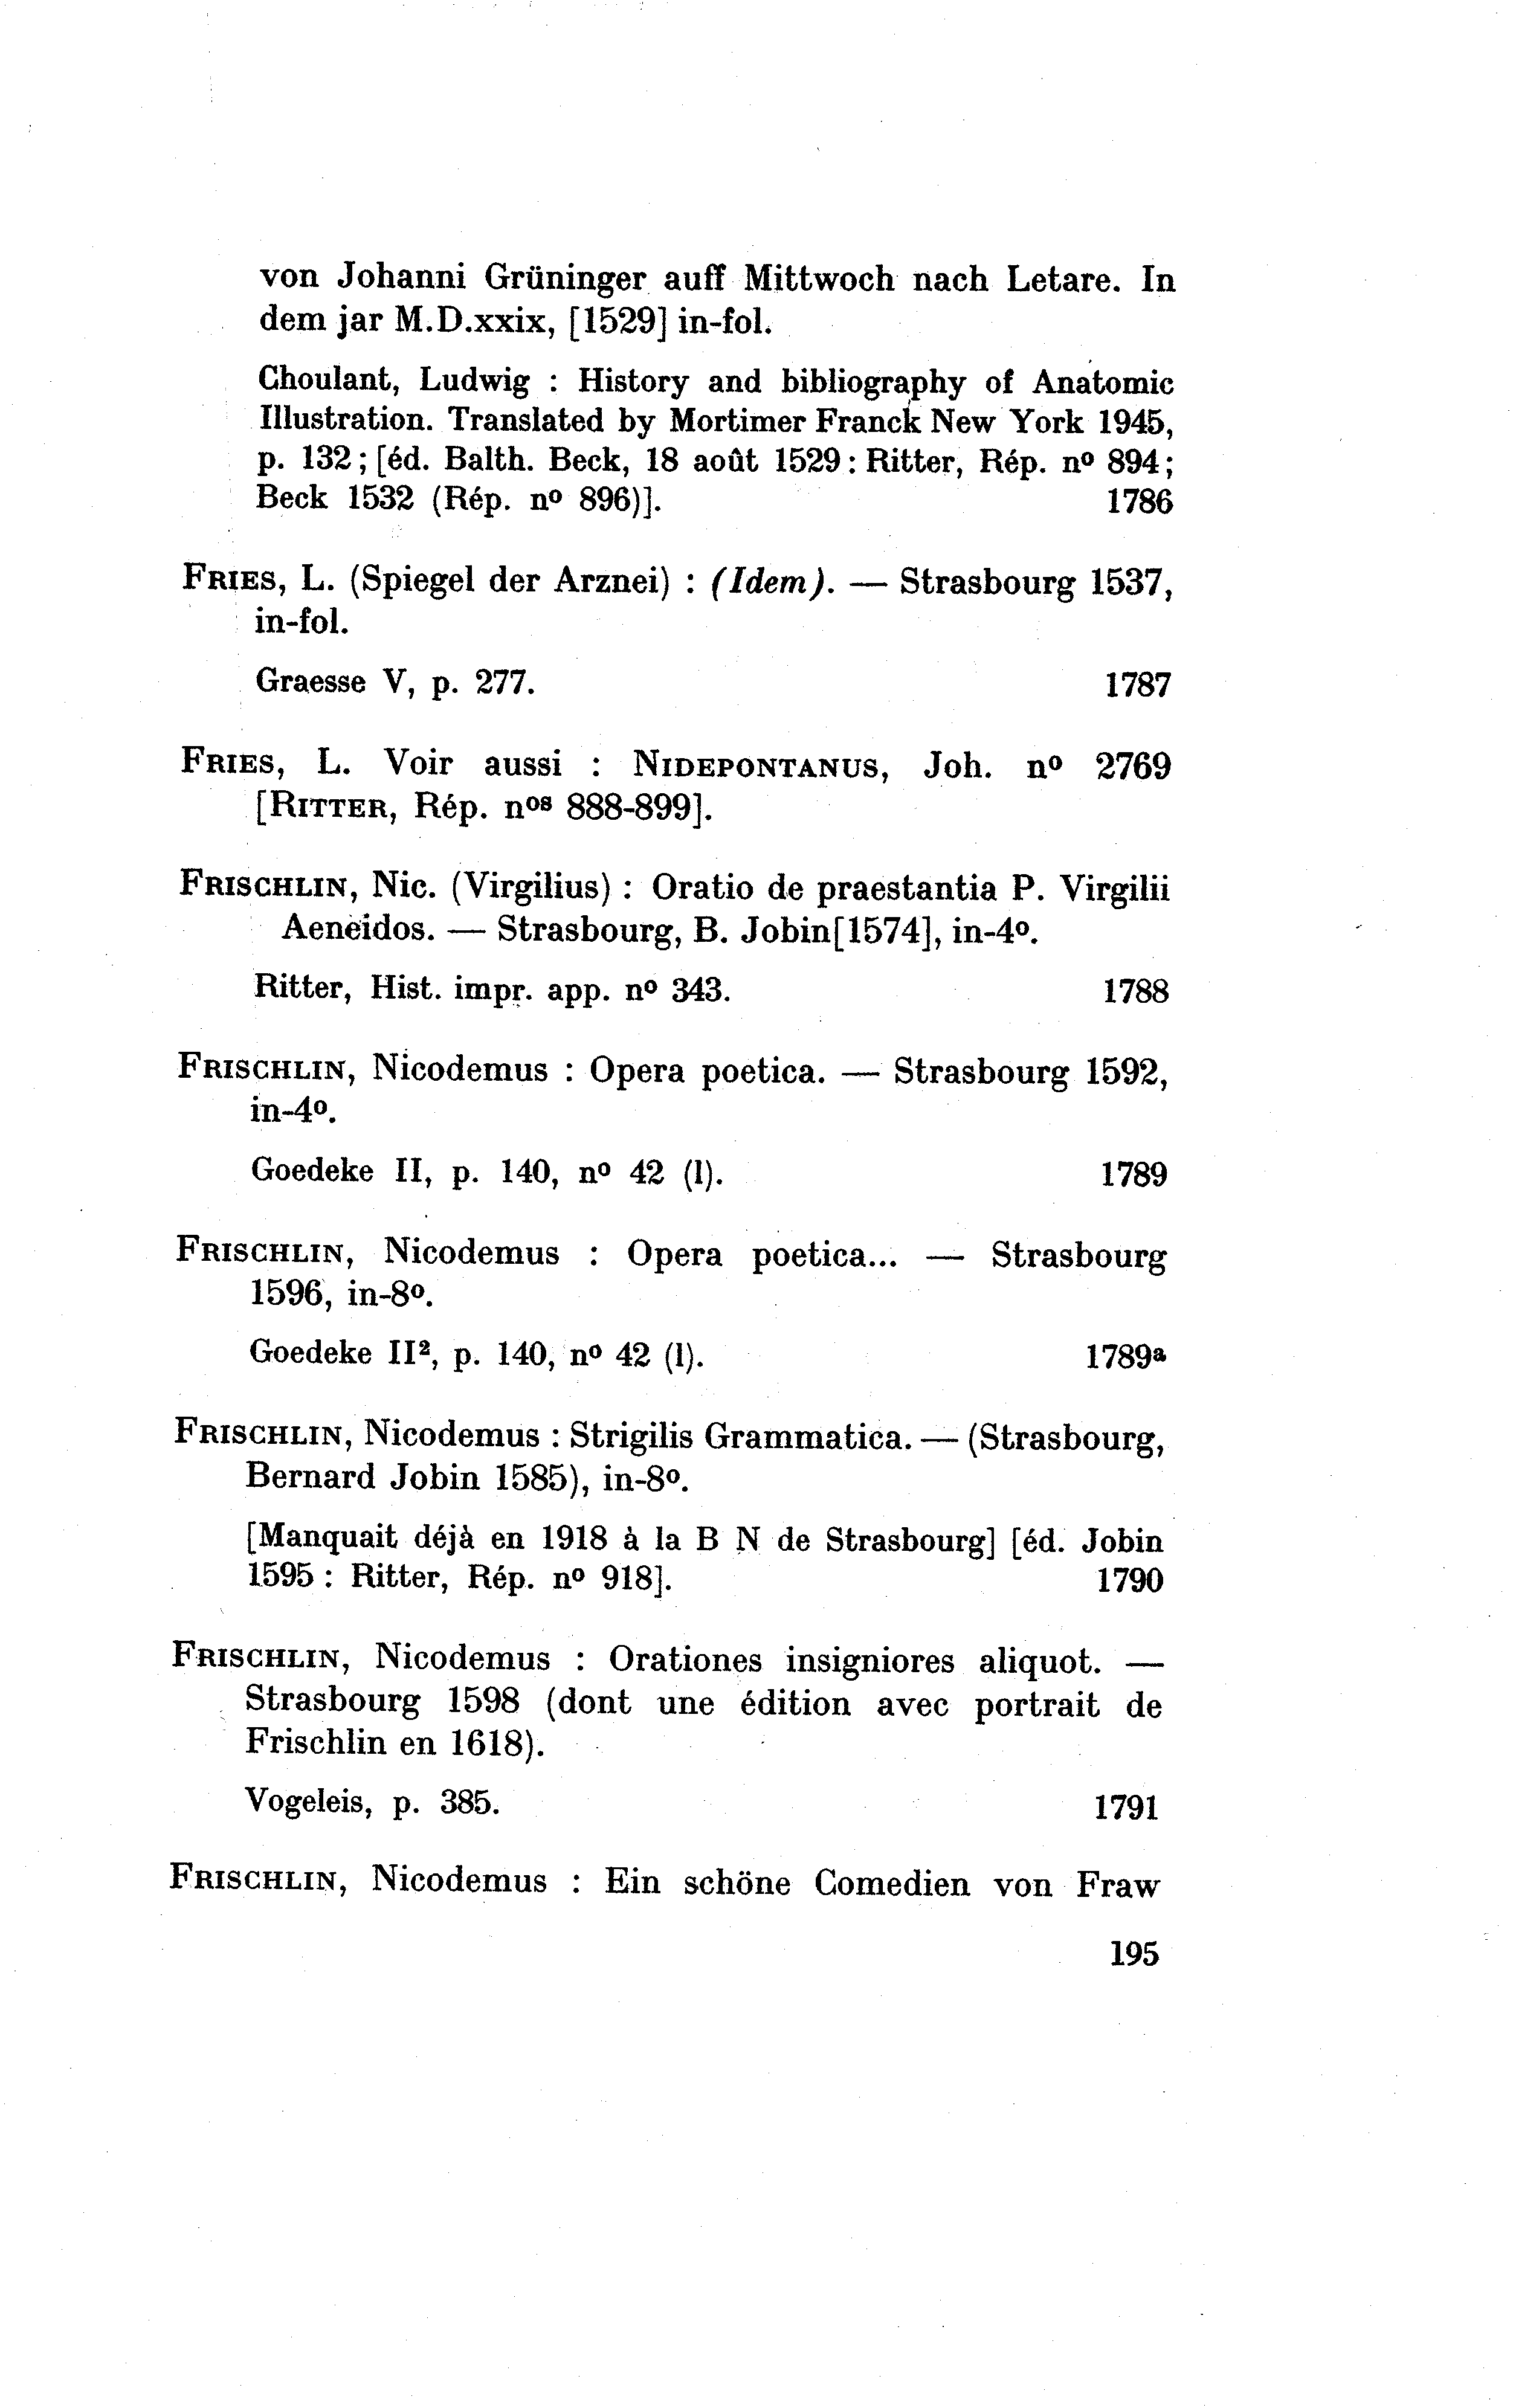 von Johanni Grüninger auff Mittwoch nach Letare. In
dem jar M.D.xxix, [1529] in-fol.
Choulant, Ludwig : History and bibliography of Anatomic
Illustration. Translated by Mortimer Franck New York 1945,
p. 132 ; [éd. Balth. Beck, 18 août 1529 : Ritter, Rép. nº 894 ;
Beck 1532 (Rép. nº 896)]. 1786
FRIES, L. (Spiegel der Arznei) : (Idem). — Strasbourg 1537,
in-fol.
Graesse V, p. 277. 1787
FRIES, L. Voir aussi : NIDEPONTANUS, Joh. nº 2769
[RITTER, Rép. nos 888-899].
FRISCHLIN, Nic. (Virgilius) : Oratio de praestantia P. Virgilii
Aeneidos. — Strasbourg, B. Jobin[1574], in-4º.
Ritter, Hist. impr. app. nº 343. 1788
FRISCHLIN, Nicodemus : Opera poetica. — Strasbourg 1592,
in-4º.
Goedeke II, p. 140, nº 42 (l). 1789
FRISCHLIN, Nicodemus : Opera poetica... — Strasbourg
1596, in-8º.
Goedeke II², p. 140, nº 42 (l). 1789ª
FRISCHLIN, Nicodemus : Strigilis Grammatica. — (Strasbourg,
Bernard Jobin 1585), in-8º.
[Manquait déjà en 1918 à la B N de Strasbourg] [éd. Jobin
1595 : Ritter, Rép. nº 918]. 1790
FRISCHLIN, Nicodemus : Orationes insigniores aliquot. —
Strasbourg 1598 (dont une édition avec portrait de
Frischlin en 1618).
Vogeleis, p. 385. 1791
FRISCHLIN, Nicodemus : Ein schöne Comedien von Fraw
195